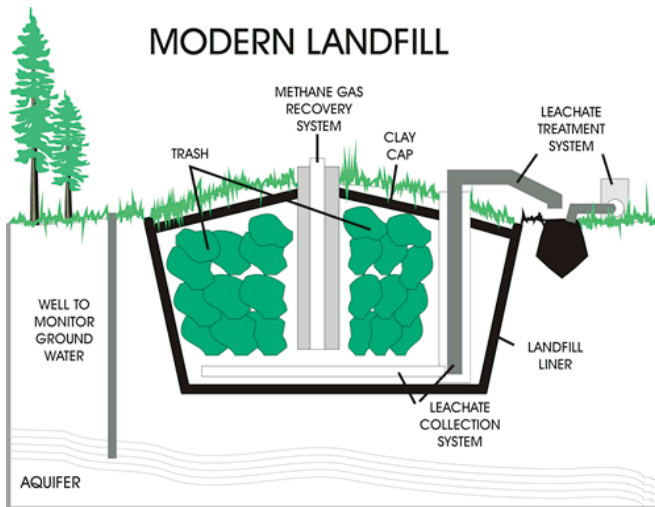 MODERN LANDFILL
METHANE GAS
RECOVERY
SYSTEM
LEACHATE
TREATMENT
SYSTEM
TRASH
CLAY
CAP
WELL TO
MONITOR
GROUND
WATER
LANDFILL
LINER
LEACHATE
COLLECTION
SYSTEM
AQUIFER